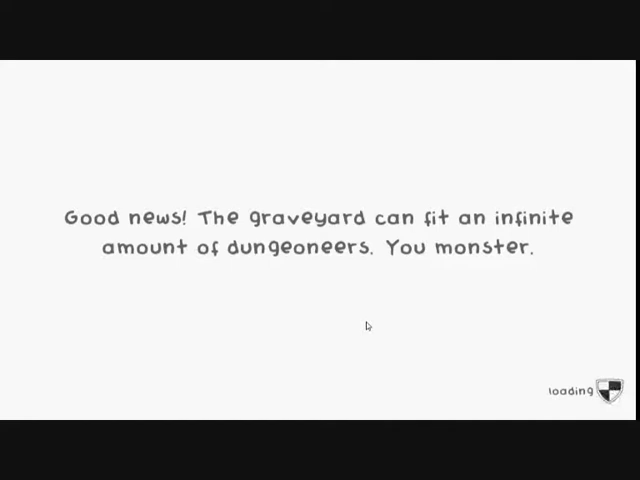 Good news! The graveyard can fit an infinite
amount of dungeoneers. You monster.
loading